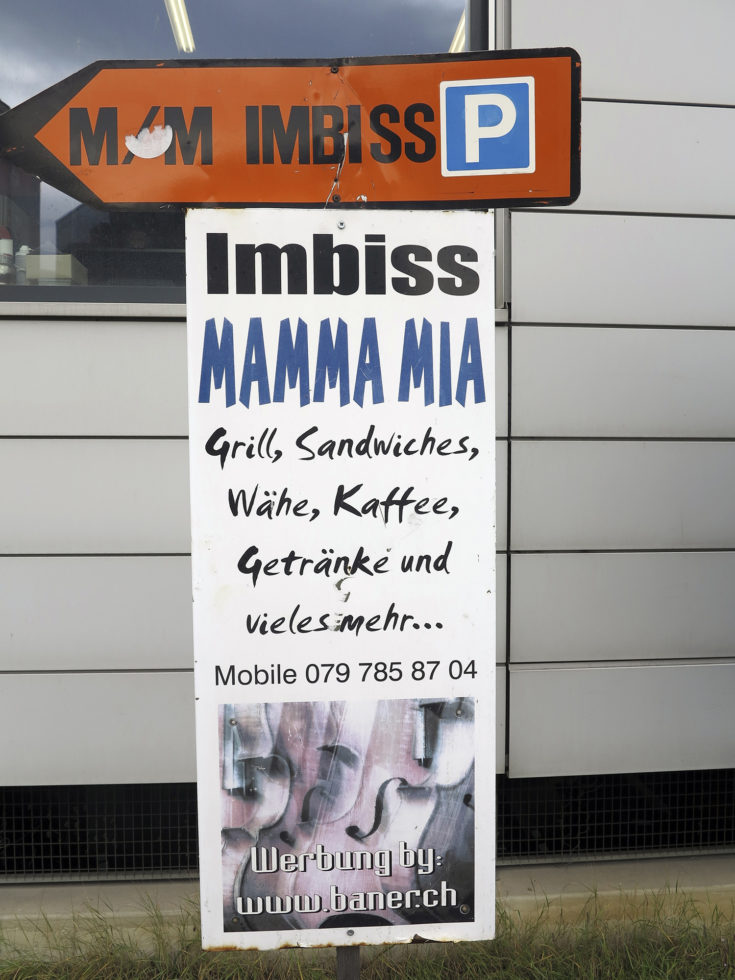 M/M IMBISS P
Imbiss
MAMMA MIA
Grill, Sandwiches,
Wähe, Kaffee,
Getränke und
vieles mehr...
Mobile 079 785 87 04
Werbung by:
www.baner.ch